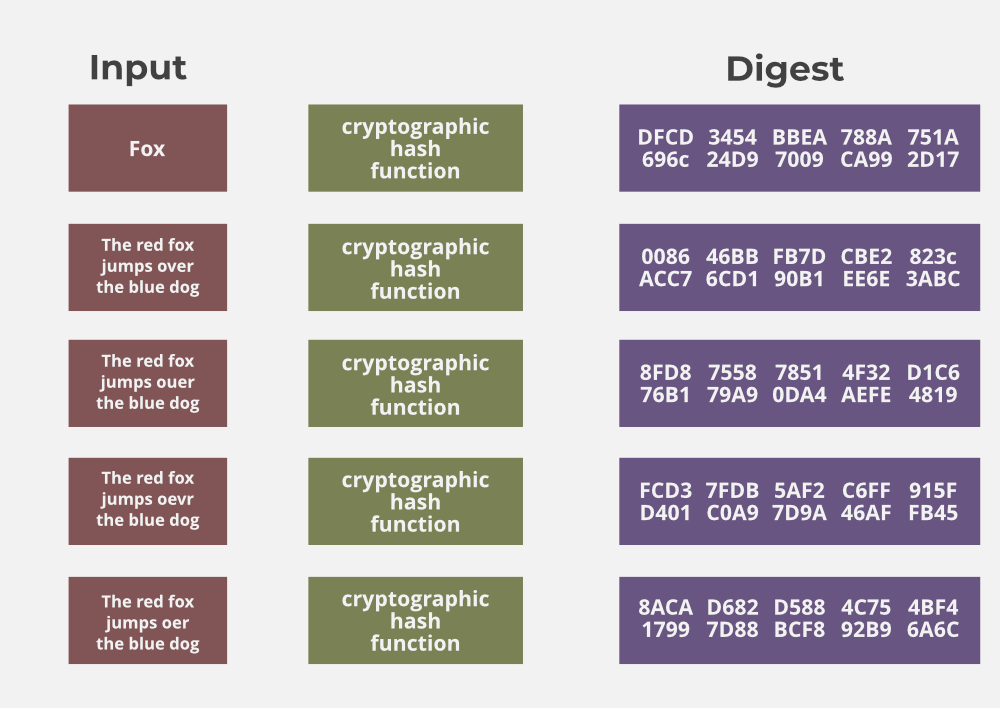 Input
Digest
Fox
cryptographic
hash
function
DFCD 3454 BBEA 788A 751A
696c 24D9 7009 CA99 2D17
The red fox
jumps over
the blue dog
cryptographic
hash
function
0086 46BB FB7D CBE2 823c
ACC7 6CD1 90B1 EE6E 3ABC
The red fox
jumps ouer
the blue dog
cryptographic
hash
function
8FD8 7558 7851 4F32 D1C6
76B1 79A9 0DA4 AEFE 4819
The red fox
jumps oevr
the blue dog
cryptographic
hash
function
FCD3 7FDB 5AF2 C6FF 915F
D401 C0A9 7D9A 46AF FB45
The red fox
jumps oer
the blue dog
cryptographic
hash
function
8ACA D682 D588 4C75 4BF4
1799 7D88 BCF8 92B9 6A6C